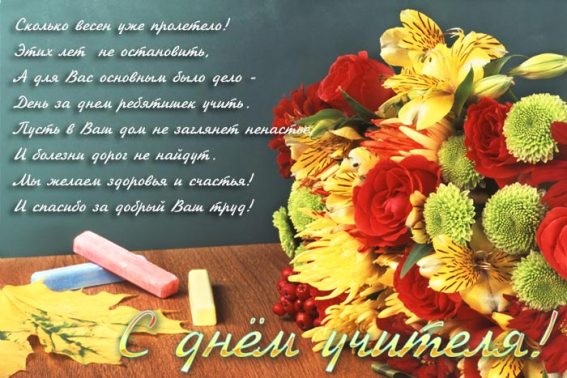 Сколько весен уже пролетело!
Этих лет не остановить,
А для Вас основным было дело -
День за днем ребятишек учить.
Пусть в Ваш дом не заглянет ненастье,
И болезни дорог не найдут.
Мы желаем здоровья и счастья!
И спасибо за добрый Ваш труд!
С днём учителя!